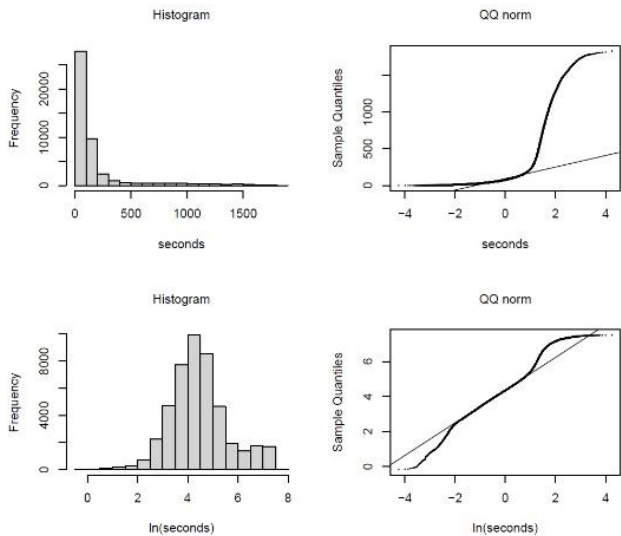 Histogram
Frequency
0
10000
20000
0
500
1000
1500
seconds
QQ norm
Sample Quantiles
0
500
1000
−4
−2
0
2
4
seconds
Histogram
Frequency
0
4000
8000
0
2
4
6
8
ln(seconds)
QQ norm
Sample Quantiles
0
2
4
6
−4
−2
0
2
4
ln(seconds)